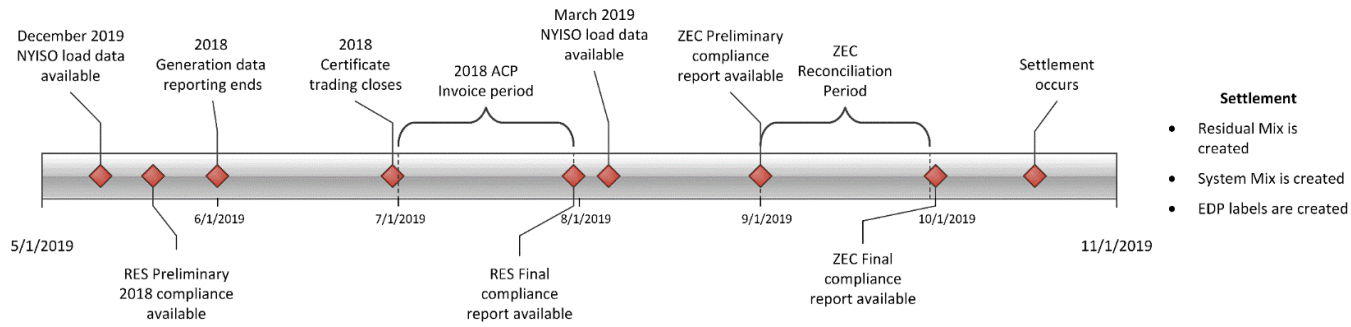 December 2019
NYISO load data
available
2018
Generation data
reporting ends
2018
Certificate
trading closes
2018 ACP
Invoice period
March 2019
NYISO load data
available
ZEC Preliminary
compliance
report available
ZEC
Reconciliation
Period
Settlement
occurs
6/1/2019
7/1/2019
8/1/2019
9/1/2019
10/1/2019
5/1/2019
11/1/2019
RES Preliminary
2018 compliance
available
RES Final
compliance
report available
ZEC Final
compliance
report available
Settlement
• Residual Mix is
created
• System Mix is created
• EDP labels are created